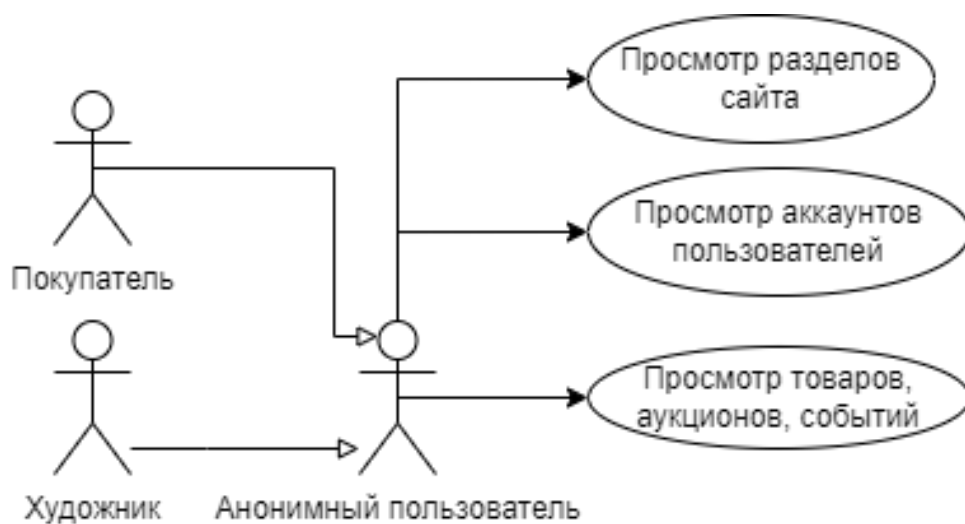 Просмотр разделов
сайта
Просмотр аккаунтов
пользователей
Покупатель
Просмотр товаров,
аукционов, событий
Художник
Анонимный пользователь